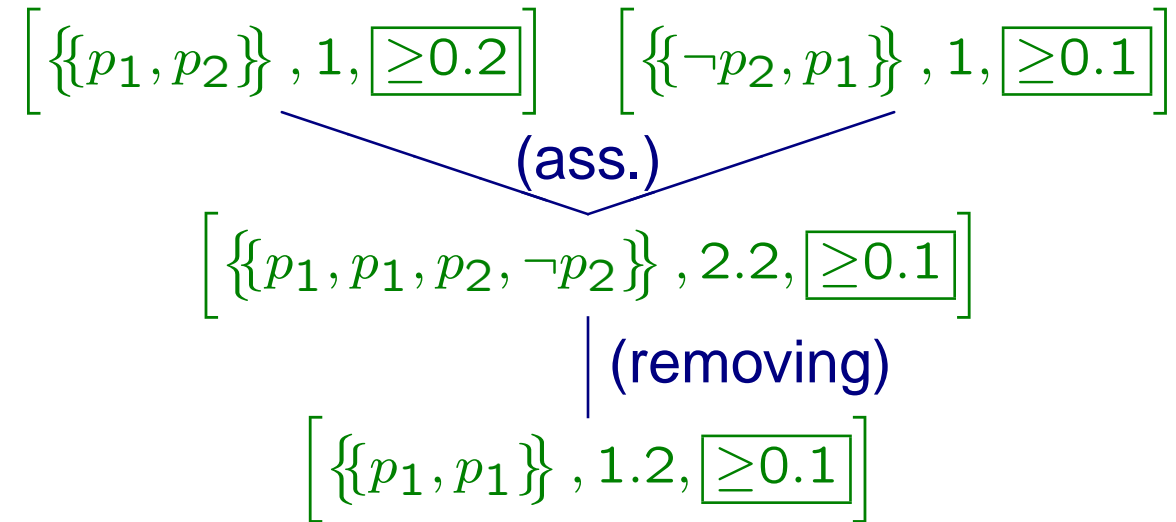 [{{p₁, p₂}}, 1, ≥0.2] [{{¬p₂, p₁}}, 1, ≥0.1]
(ass.)
[{{p₁, p₁, p₂, ¬p₂}}, 2.2, ≥0.1]
(removing)
[{{p₁, p₁}}, 1.2, ≥0.1]